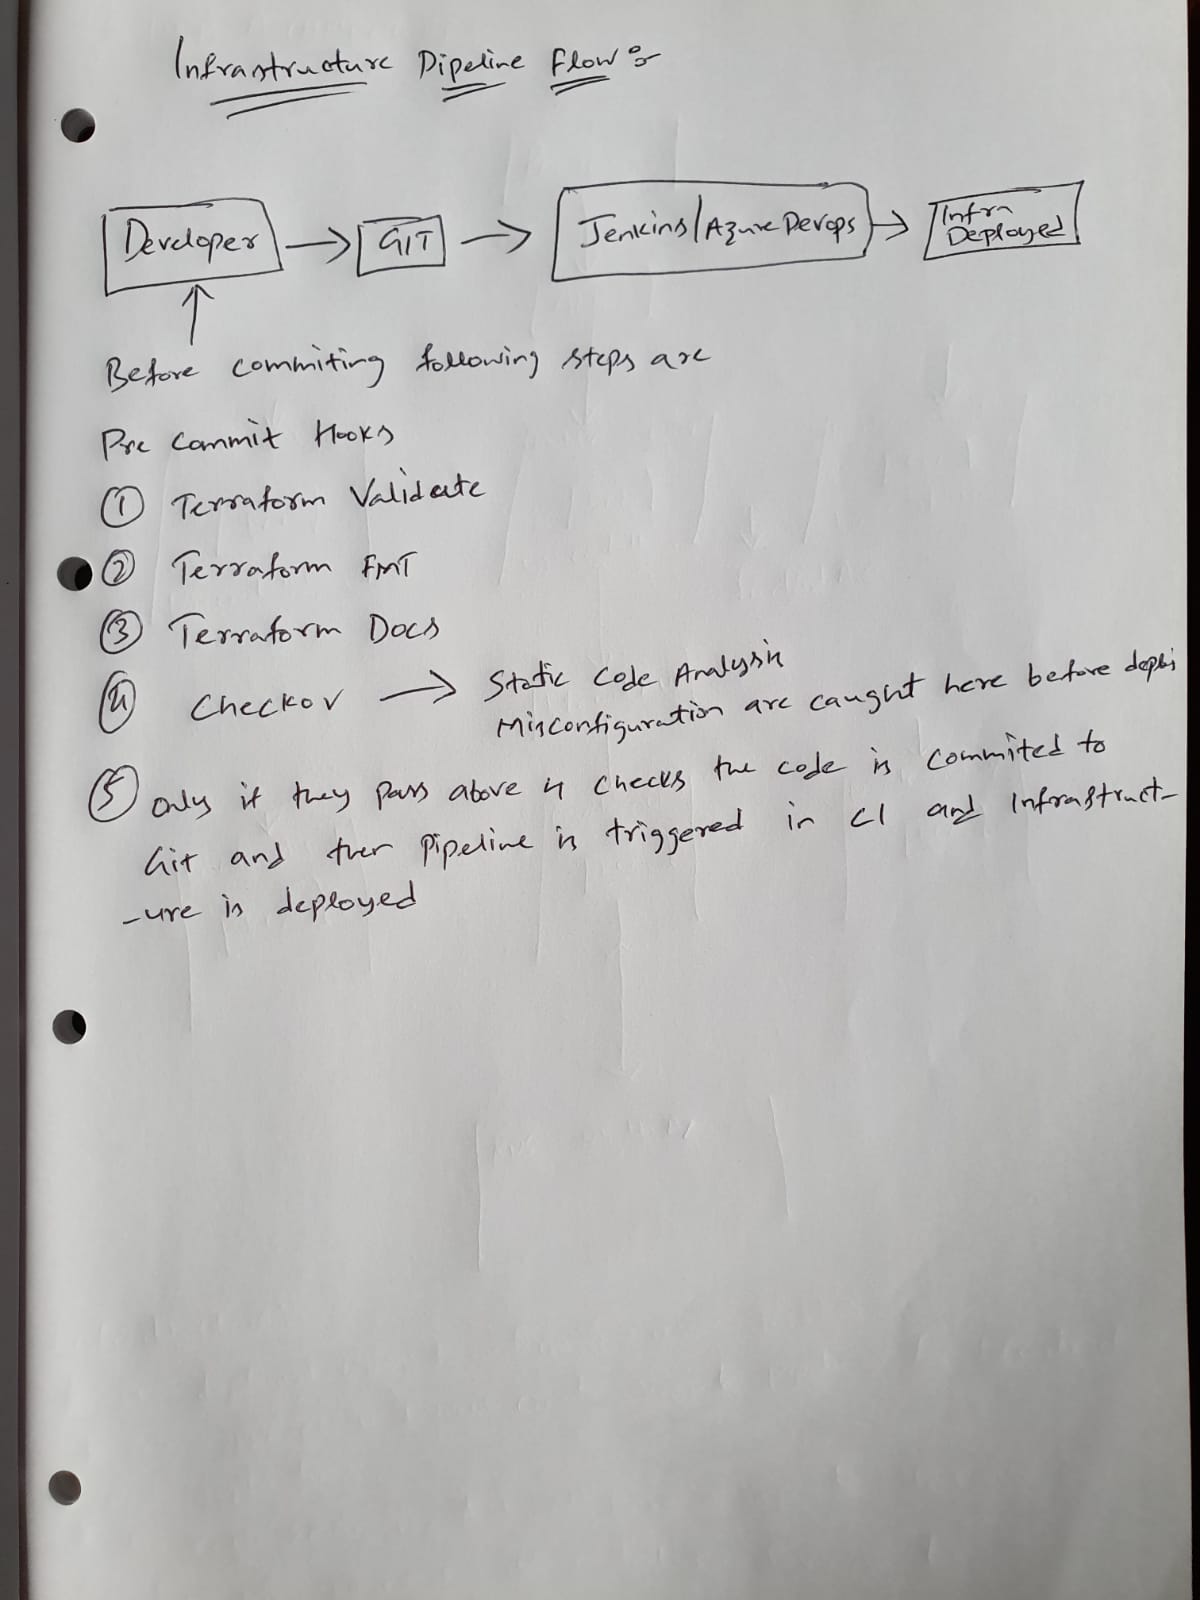 Infrastructure Pipeline Flow :-
Developer → GIT → Jenkins/Azure Devops → Infra Deployed
Before commiting following steps are
Pre Commit Hooks
① Terraform Validate
② Terraform FMT
③ Terraform Docs
④ Checkov → Static Code Analysis
Misconfiguration are caught here before
⑤ Only if they pass above 4 checks the code is commited to
Git and then Pipeline is triggered in CI and Infrastruct-
-ure is deployed